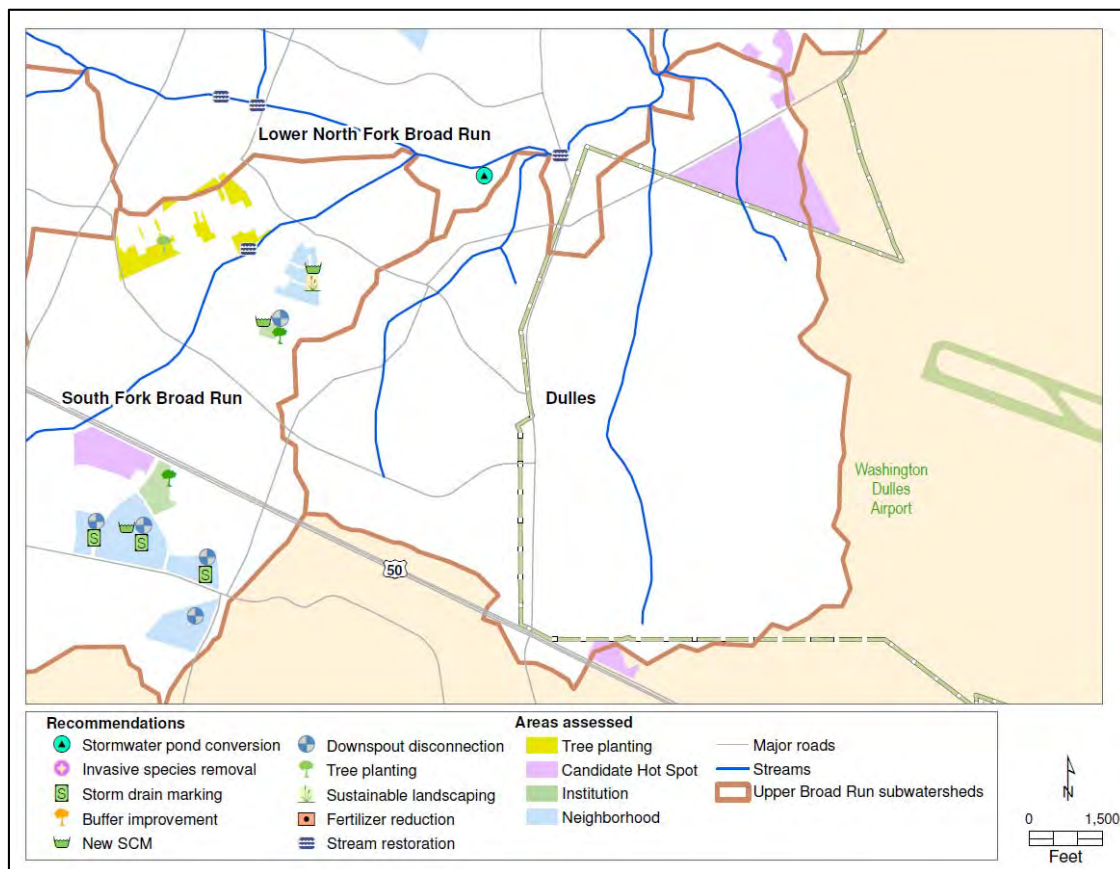 Lower North Fork Broad Run
South Fork Broad Run
Dulles
Washington
Dulles
Airport
50
S
S
S
Recommendations
Stormwater pond conversion
Invasive species removal
S
Storm drain marking
Buffer improvement
New SCM
Downspout disconnection
Tree planting
Sustainable landscaping
Fertilizer reduction
Stream restoration
Areas assessed
Tree planting
Candidate Hot Spot
Institution
Neighborhood
Major roads
Streams
Upper Broad Run subwatersheds
N
0 1,500
Feet